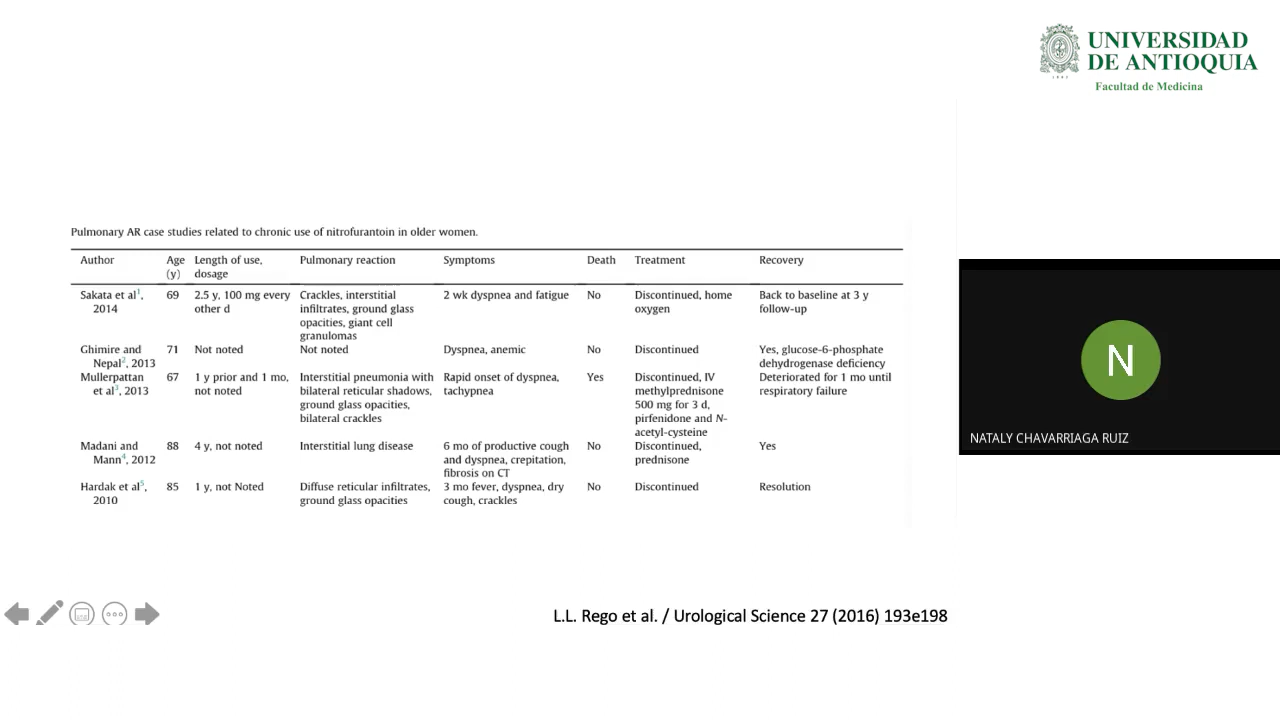 UNIVERSIDAD
DE ANTIOQUIA
1803
Facultad de Medicina
Pulmonary AR case studies related to chronic use of nitrofurantoin in older women.
Author Age Length of use, Pulmonary reaction Symptoms Death Treatment Recovery
(y) dosage
Sakata et al1, 69 2.5 y, 100 mg every Crackles, interstitial 2 wk dyspnea and fatigue No Discontinued, home Back to baseline at 3 y
2014 other d infiltrates, ground glass oxygen follow-up
opacities, giant cell
granulomas
Ghimire and 71 Not noted Not noted Dyspnea, anemic No Discontinued Yes, glucose-6-phosphate
Nepal2, 2013 dehydrogenase deficiency
Mullerpattan 67 1 y prior and 1 mo, Interstitial pneumonia with Rapid onset of dyspnea, Yes Discontinued, IV Deteriorated for 1 mo until
et al3, 2013 not noted bilateral reticular shadows, tachypnea methylprednisone respiratory failure
ground glass opacities, 500 mg for 3 d,
bilateral crackles pirfenidone and N-
acetyl-cysteine
Madani and 88 4 y, not noted Interstitial lung disease 6 mo of productive cough No Discontinued, Yes
Mann4, 2012 and dyspnea, crepitation, prednisone
fibrosis on CT
Hardak et al5, 85 1 y, not Noted Diffuse reticular infiltrates, 3 mo fever, dyspnea, dry No Discontinued Resolution
2010 ground glass opacities cough, crackles
N
NATALY CHAVARRIAGA RUIZ
L.L. Rego et al. / Urological Science 27 (2016) 193e198